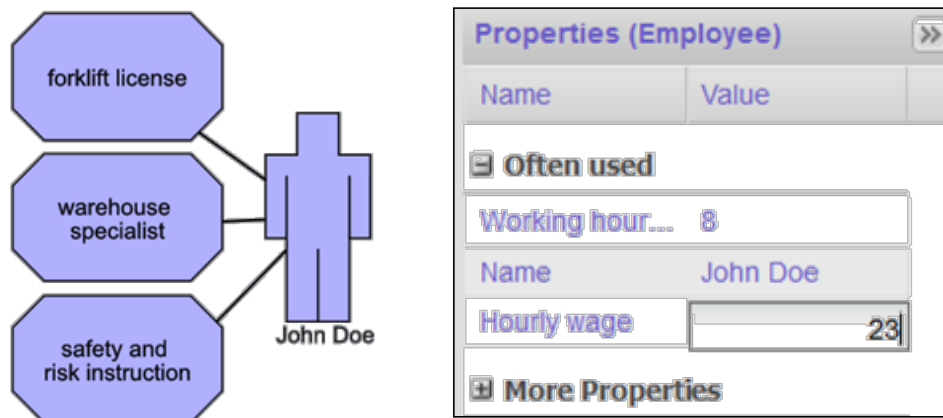 forklift license
warehouse
specialist
safety and
risk instruction
John Doe
Properties (Employee)
Name Value
Often used
Working hour... 8
Name John Doe
Hourly wage 23
More Properties